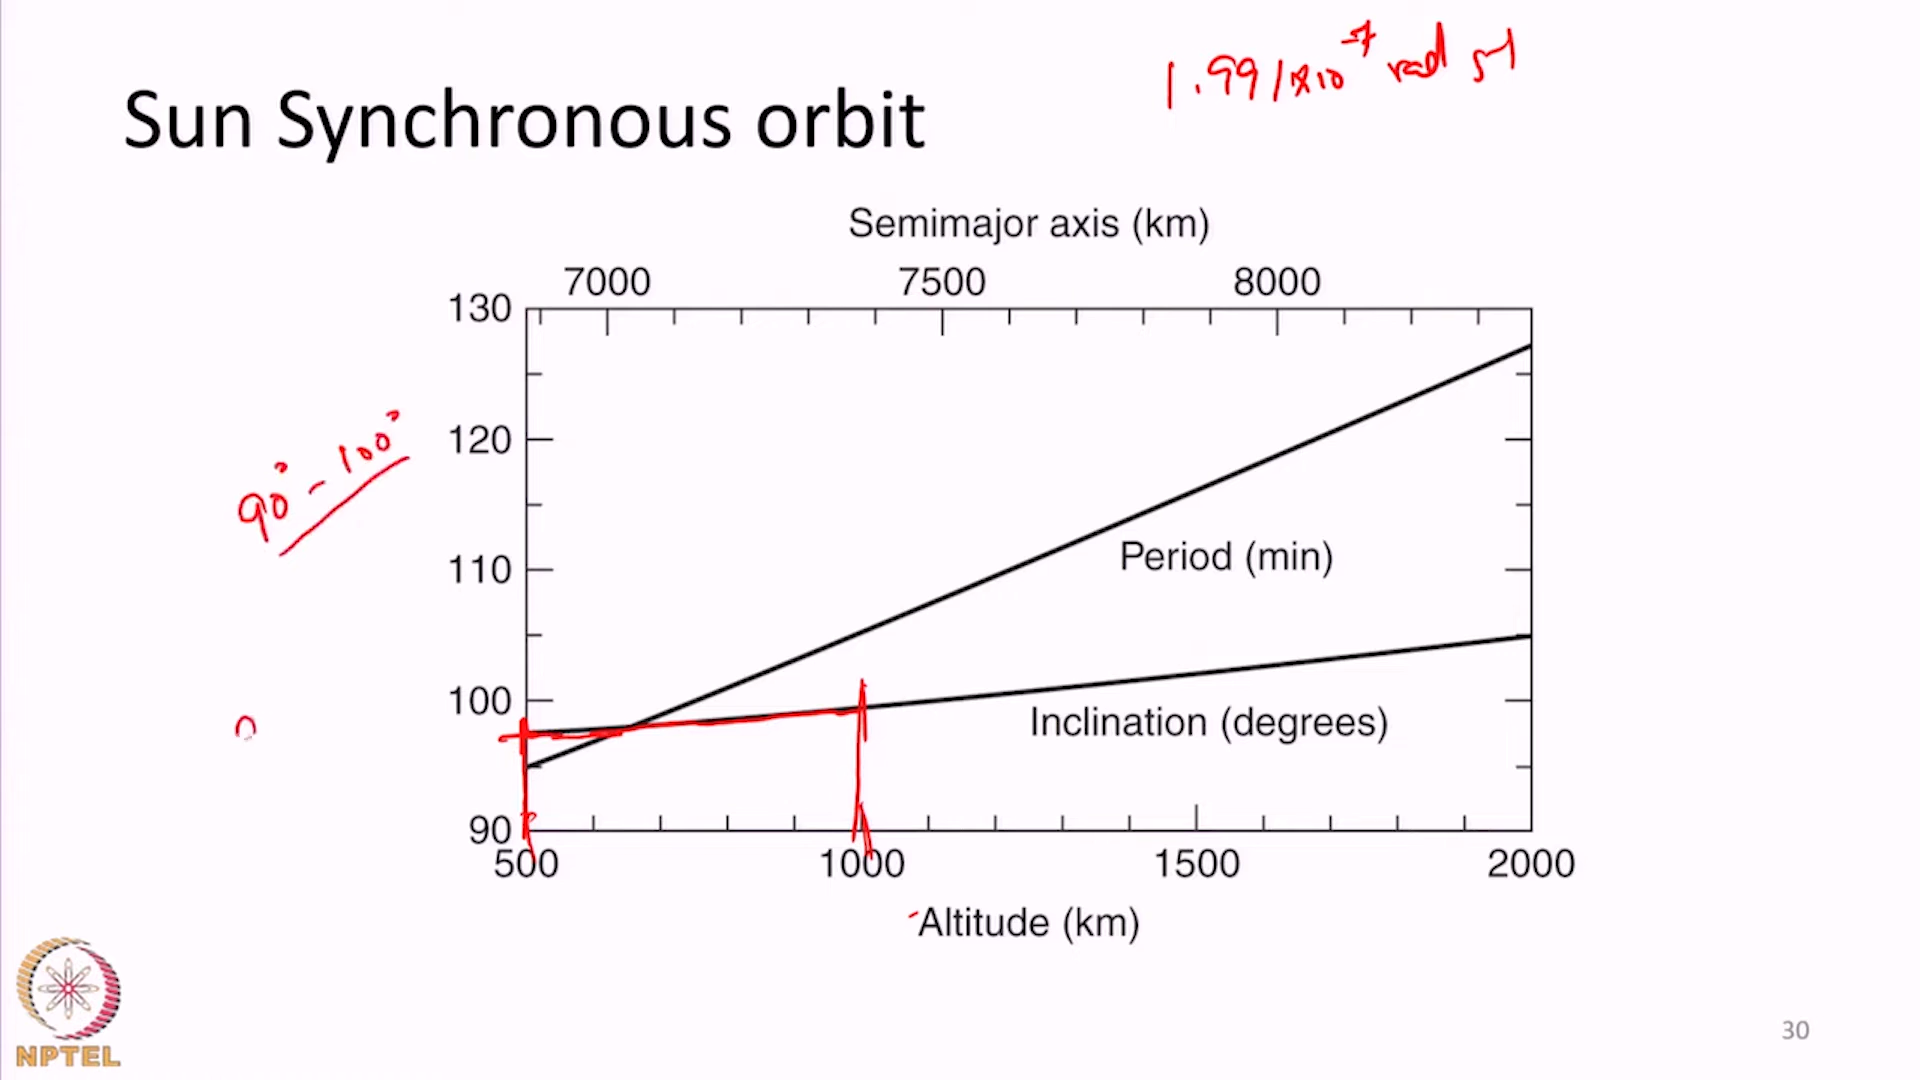 1.991×10⁻⁷ rad s⁻¹
Sun Synchronous orbit
Semimajor axis (km)
7000 7500 8000
130
120
90° - 100°
110
Period (min)
100
Inclination (degrees)
90
500 1000 1500 2000
Altitude (km)
NPTEL
30